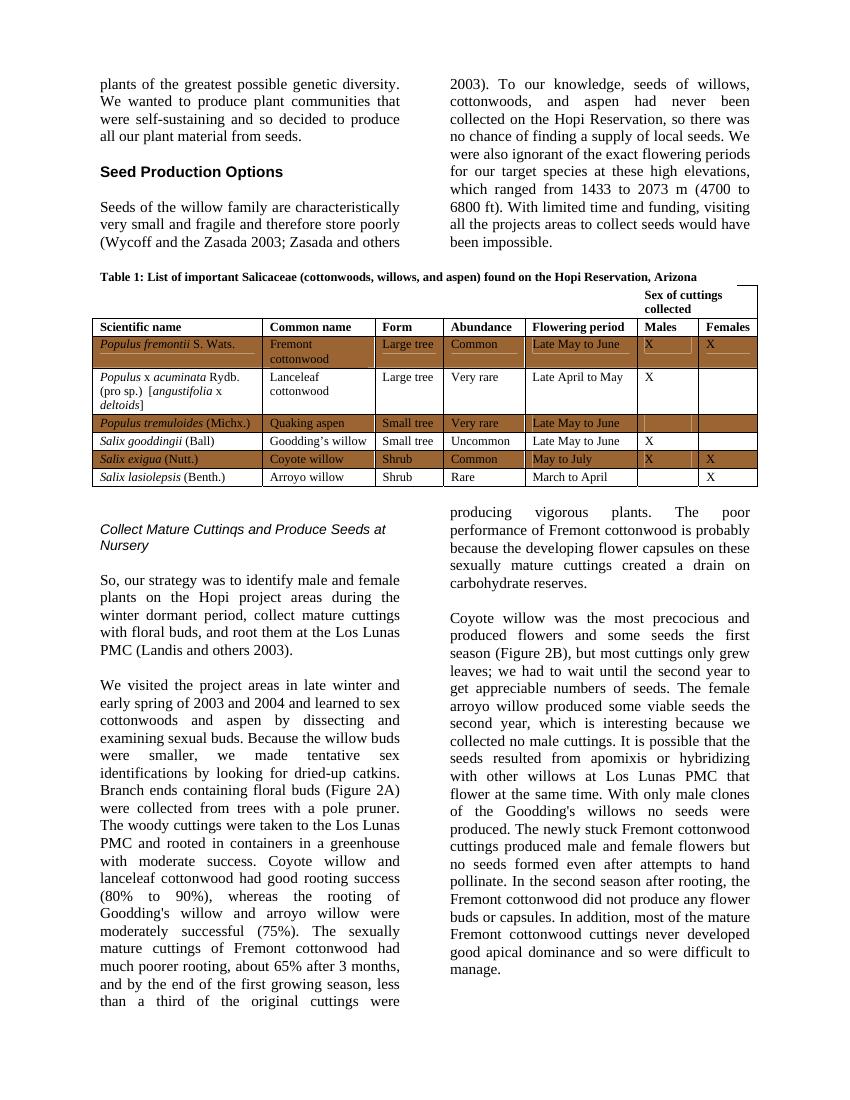 plants of the greatest possible genetic diversity.
We wanted to produce plant communities that
were self-sustaining and so decided to produce
all our plant material from seeds.
Seed Production Options
Seeds of the willow family are characteristically
very small and fragile and therefore store poorly
(Wycoff and the Zasada 2003; Zasada and others
2003). To our knowledge, seeds of willows,
cottonwoods, and aspen had never been
collected on the Hopi Reservation, so there was
no chance of finding a supply of local seeds. We
were also ignorant of the exact flowering periods
for our target species at these high elevations,
which ranged from 1433 to 2073 m (4700 to
6800 ft). With limited time and funding, visiting
all the projects areas to collect seeds would have
been impossible.
Table 1: List of important Salicaceae (cottonwoods, willows, and aspen) found on the Hopi Reservation, Arizona
Sex of cuttings
collected
Scientific name Common name Form Abundance Flowering period Males Females
Populus fremontii S. Wats. Fremont Large tree Common Late May to June X X
cottonwood
Populus x acuminata Rydb. Lanceleaf Large tree Very rare Late April to May X
(pro sp.) [angustifolia x cottonwood
deltoids]
Populus tremuloides (Michx.) Quaking aspen Small tree Very rare Late May to June
Salix gooddingii (Ball) Goodding’s willow Small tree Uncommon Late May to June X
Salix exigua (Nutt.) Coyote willow Shrub Common May to July X X
Salix lasiolepsis (Benth.) Arroyo willow Shrub Rare March to April X
Collect Mature Cuttinqs and Produce Seeds at
Nursery
So, our strategy was to identify male and female
plants on the Hopi project areas during the
winter dormant period, collect mature cuttings
with floral buds, and root them at the Los Lunas
PMC (Landis and others 2003).
We visited the project areas in late winter and
early spring of 2003 and 2004 and learned to sex
cottonwoods and aspen by dissecting and
examining sexual buds. Because the willow buds
were smaller, we made tentative sex
identifications by looking for dried-up catkins.
Branch ends containing floral buds (Figure 2A)
were collected from trees with a pole pruner.
The woody cuttings were taken to the Los Lunas
PMC and rooted in containers in a greenhouse
with moderate success. Coyote willow and
lanceleaf cottonwood had good rooting success
(80% to 90%), whereas the rooting of
Goodding's willow and arroyo willow were
moderately successful (75%). The sexually
mature cuttings of Fremont cottonwood had
much poorer rooting, about 65% after 3 months,
and by the end of the first growing season, less
than a third of the original cuttings were
producing vigorous plants. The poor
performance of Fremont cottonwood is probably
because the developing flower capsules on these
sexually mature cuttings created a drain on
carbohydrate reserves.
Coyote willow was the most precocious and
produced flowers and some seeds the first
season (Figure 2B), but most cuttings only grew
leaves; we had to wait until the second year to
get appreciable numbers of seeds. The female
arroyo willow produced some viable seeds the
second year, which is interesting because we
collected no male cuttings. It is possible that the
seeds resulted from apomixis or hybridizing
with other willows at Los Lunas PMC that
flower at the same time. With only male clones
of the Goodding's willows no seeds were
produced. The newly stuck Fremont cottonwood
cuttings produced male and female flowers but
no seeds formed even after attempts to hand
pollinate. In the second season after rooting, the
Fremont cottonwood did not produce any flower
buds or capsules. In addition, most of the mature
Fremont cottonwood cuttings never developed
good apical dominance and so were difficult to
manage.